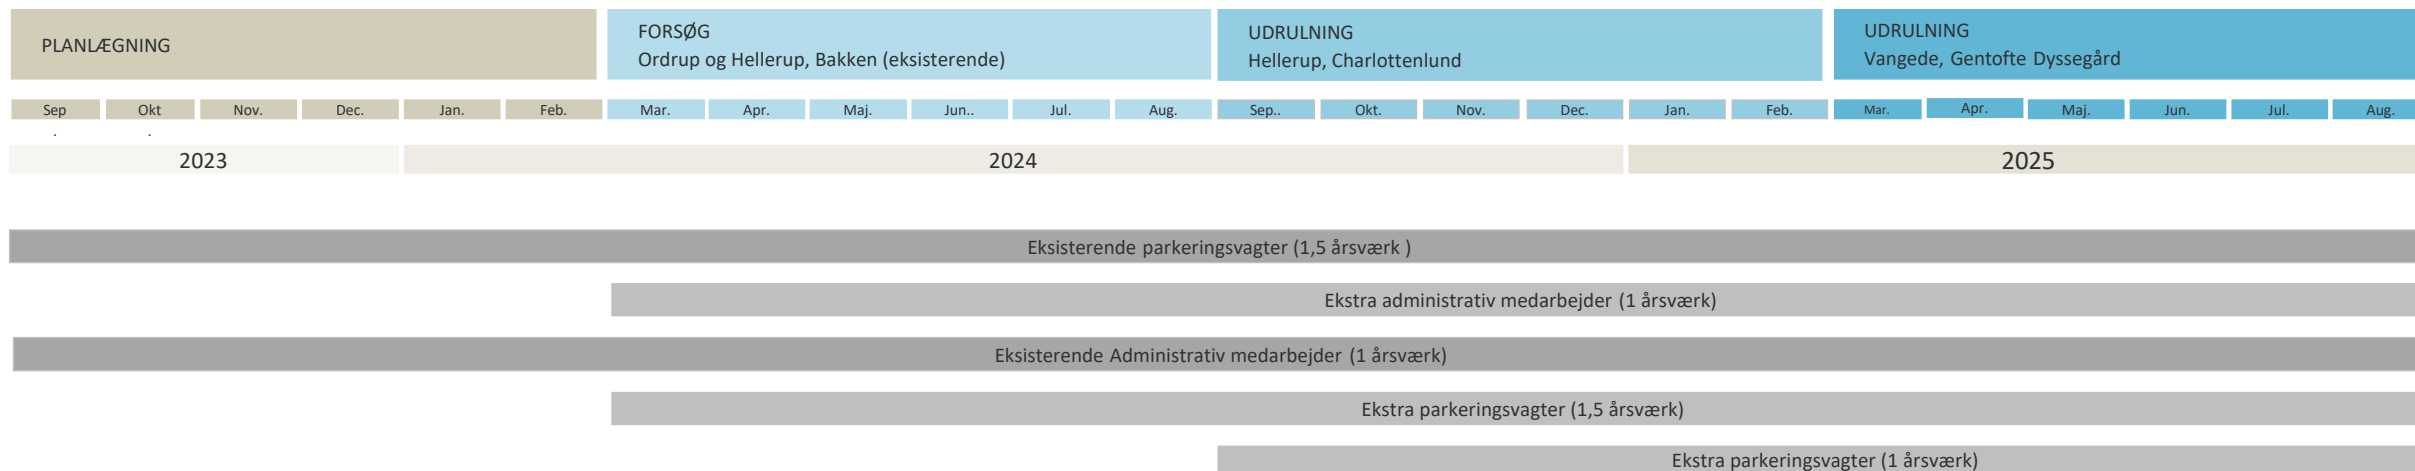 PLANLÆGNING
FORSØG
Ordrup og Hellerup, Bakken (eksisterende)
UDRULNING
Hellerup, Charlottenlund
UDRULNING
Vangede, Gentofte Dyssegård
Sep. Okt. Nov. Dec. Jan. Feb. Mar. Apr. Maj. Jun.. Jul. Aug. Sep.. Okt. Nov. Dec. Jan. Feb. Mar. Apr. Maj. Jun. Jul. Aug.
2023 2024 2025
Eksisterende parkeringsvagter (1,5 årsværk )
Ekstra administrativ medarbejder (1 årsværk)
Eksisterende Administrativ medarbejder (1 årsværk)
Ekstra parkeringsvagter (1,5 årsværk)
Ekstra parkeringsvagter (1 årsværk)